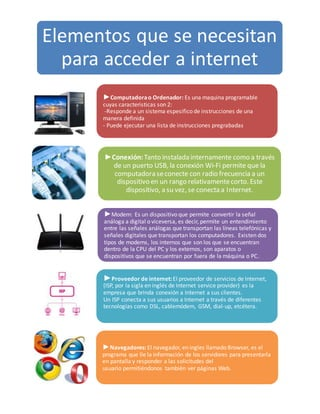 Elementos que se necesitan
para acceder a internet
►Computadora o Ordenador: Es una maquina programable
cuyas características son 2:
-Responde a un sistema específico de instrucciones de una
manera definida
- Puede ejecutar una lista de instrucciones pregrabadas
►Conexión: Tanto instalada internamente como a través
de un puerto USB, la conexión Wi-Fi permite que la
computadora se conecte con radio frecuencia a un
dispositivo en un rango relativamente corto. Este
dispositivo, a su vez, se conecta a Internet.
►Modem: Es un dispositivo que permite convertir la señal
análoga a digital o viceversa, es decir, permite un entendimiento
entre las señales análogas que transportan las líneas telefónicas y
señales digitales que transportan los computadores. Existen dos
tipos de modems, los internos que son los que se encuentran
dentro de la CPU del PC y los externos, son aparatos o
dispositivos que se encuentran por fuera de la máquina o PC.
►Proveedor de internet: El proveedor de servicios de Internet,
(ISP, por la sigla en inglés de Internet service provider) es la
empresa que brinda conexión a Internet a sus clientes.
Un ISP conecta a sus usuarios a Internet a través de diferentes
tecnologías como DSL, cablemódem, GSM, dial-up, etcétera.
ISP
►Navegadores: El navegador, en inglés llamado Browser, es el
programa que lie la información de los servidores para presentarla
en pantalla y responder a las solicitudes del
usuario permitiéndonos también ver páginas Web.